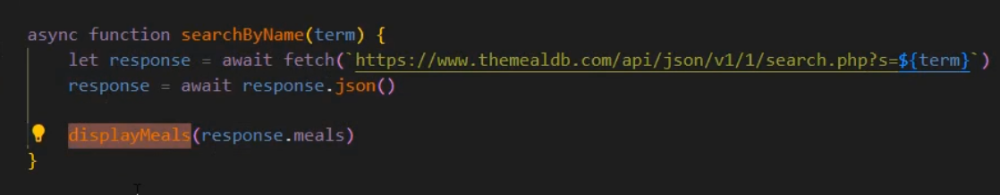 async function searchByName(term) {
let response = await fetch(`https://www.themealdb.com/api/json/v1/1/search.php?s=${term}`)
response = await response.json()
displayMeals(response.meals)
}